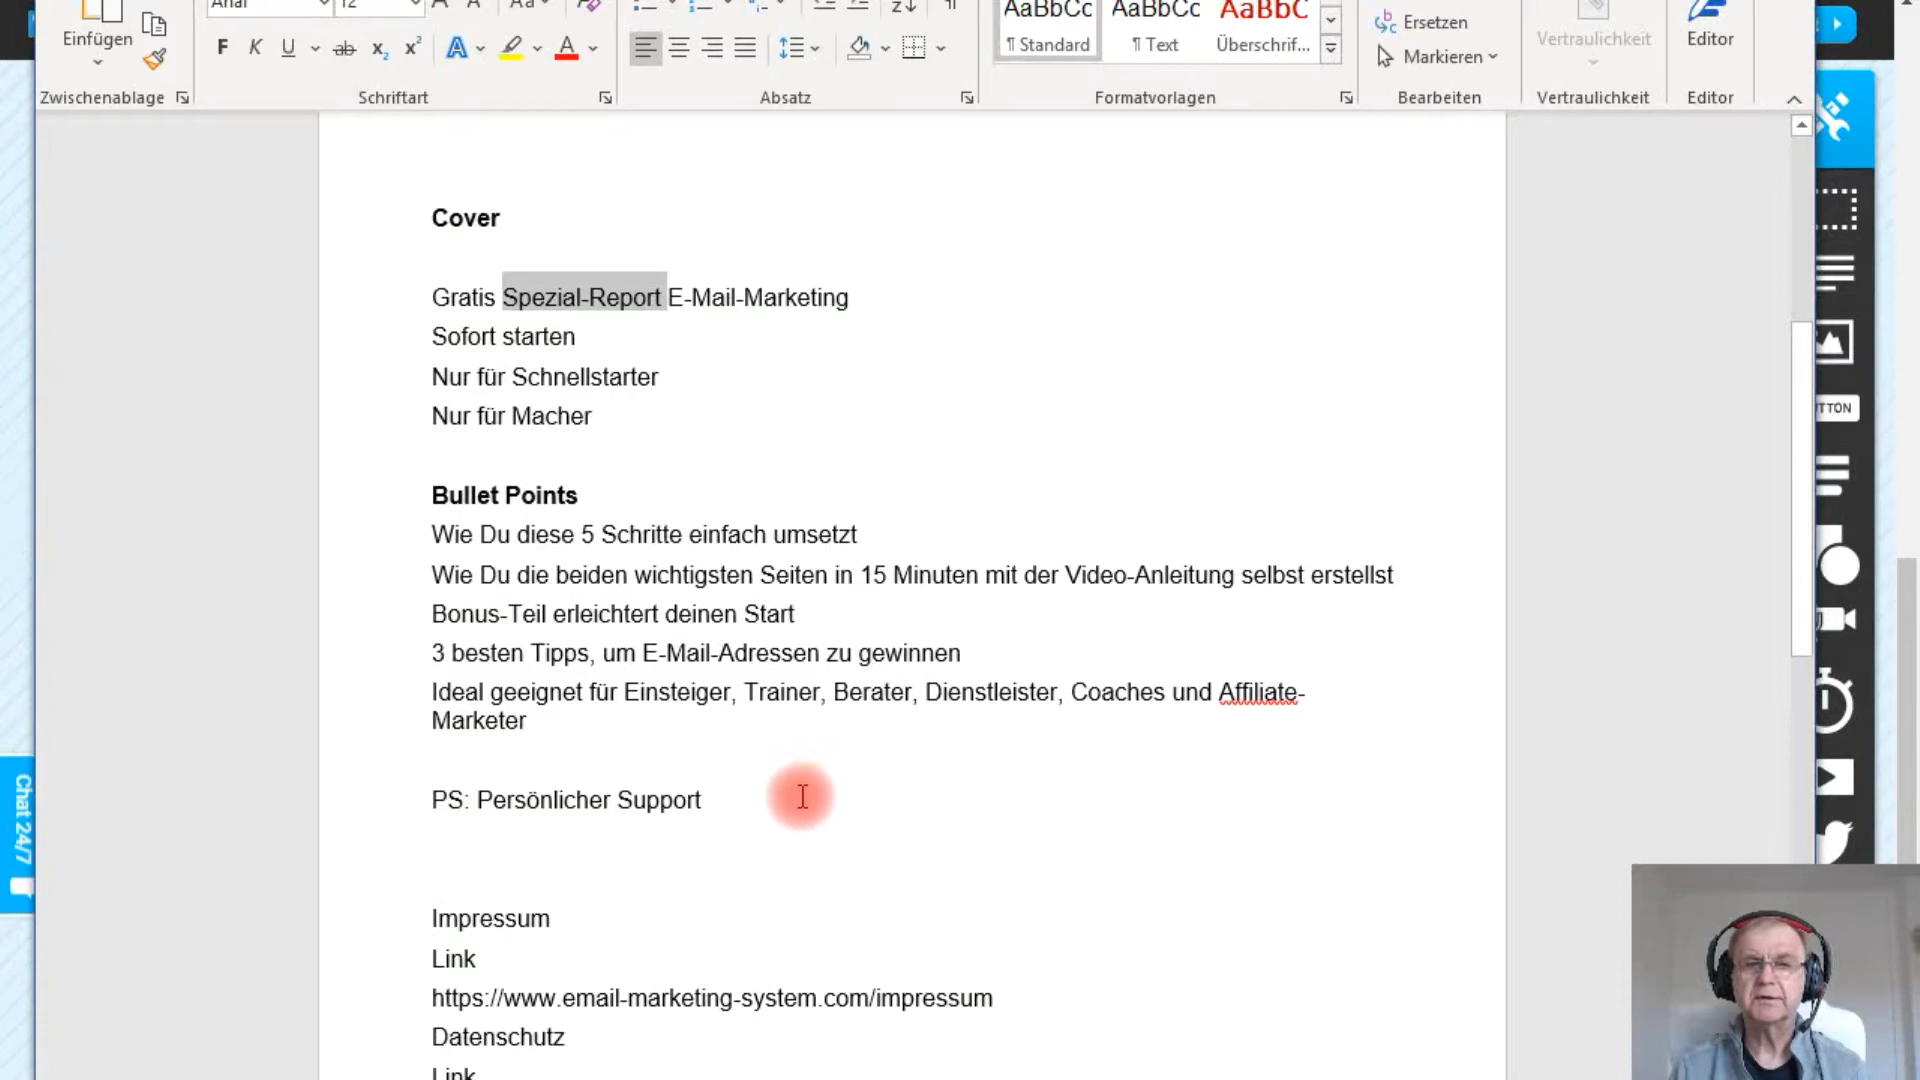 Arial
12
Aa
Einfügen
F K U ab x₂ x² A A
AaBbCc AaBbCc AaBbC
¶ Standard ¶ Text Überschrif...
Ersetzen
Markieren
Vertraulichkeit
Editor
Zwischenablage Schriftart Absatz Formatvorlagen Bearbeiten Vertraulichkeit Editor
Cover
Gratis Spezial-Report E-Mail-Marketing
Sofort starten
Nur für Schnellstarter
Nur für Macher
Bullet Points
Wie Du diese 5 Schritte einfach umsetzt
Wie Du die beiden wichtigsten Seiten in 15 Minuten mit der Video-Anleitung selbst erstellst
Bonus-Teil erleichtert deinen Start
3 besten Tipps, um E-Mail-Adressen zu gewinnen
Ideal geeignet für Einsteiger, Trainer, Berater, Dienstleister, Coaches und Affiliate-
Marketer
PS: Persönlicher Support
Impressum
Link
https://www.email-marketing-system.com/impressum
Datenschutz
Link
Chat 24/7
TTON